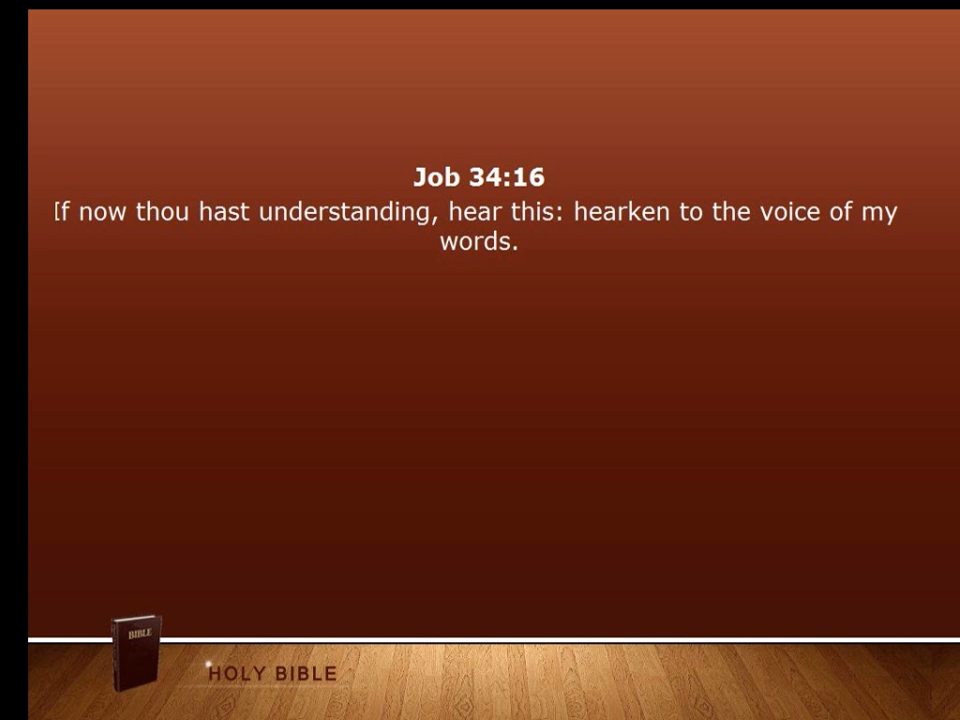 Job 34:16
If now thou hast understanding, hear this: hearken to the voice of my
words.
BIBLE
HOLY BIBLE